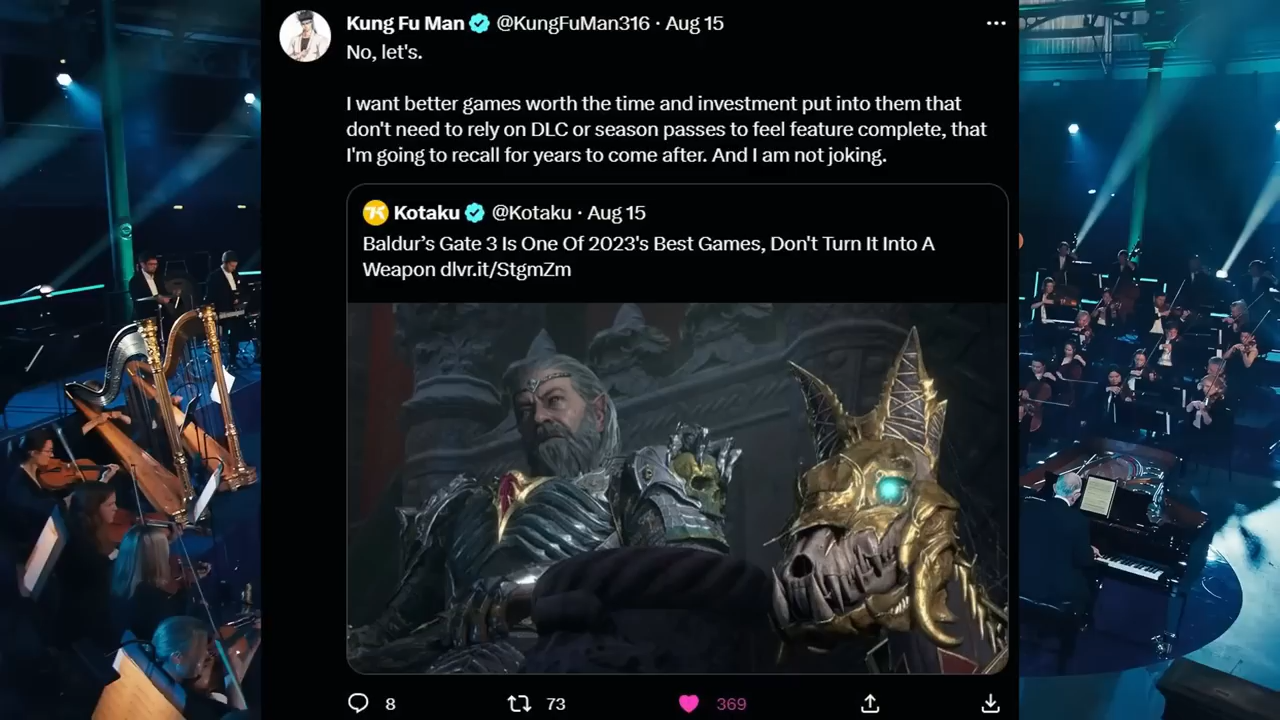 Kung Fu Man @KungFuMan316 · Aug 15
No, let's.
I want better games worth the time and investment put into them that
don't need to rely on DLC or season passes to feel feature complete, that
I'm going to recall for years to come after. And I am not joking.
Kotaku @Kotaku · Aug 15
Baldur's Gate 3 Is One Of 2023's Best Games, Don't Turn It Into A
Weapon dlvr.it/StgmZm
8 73 369